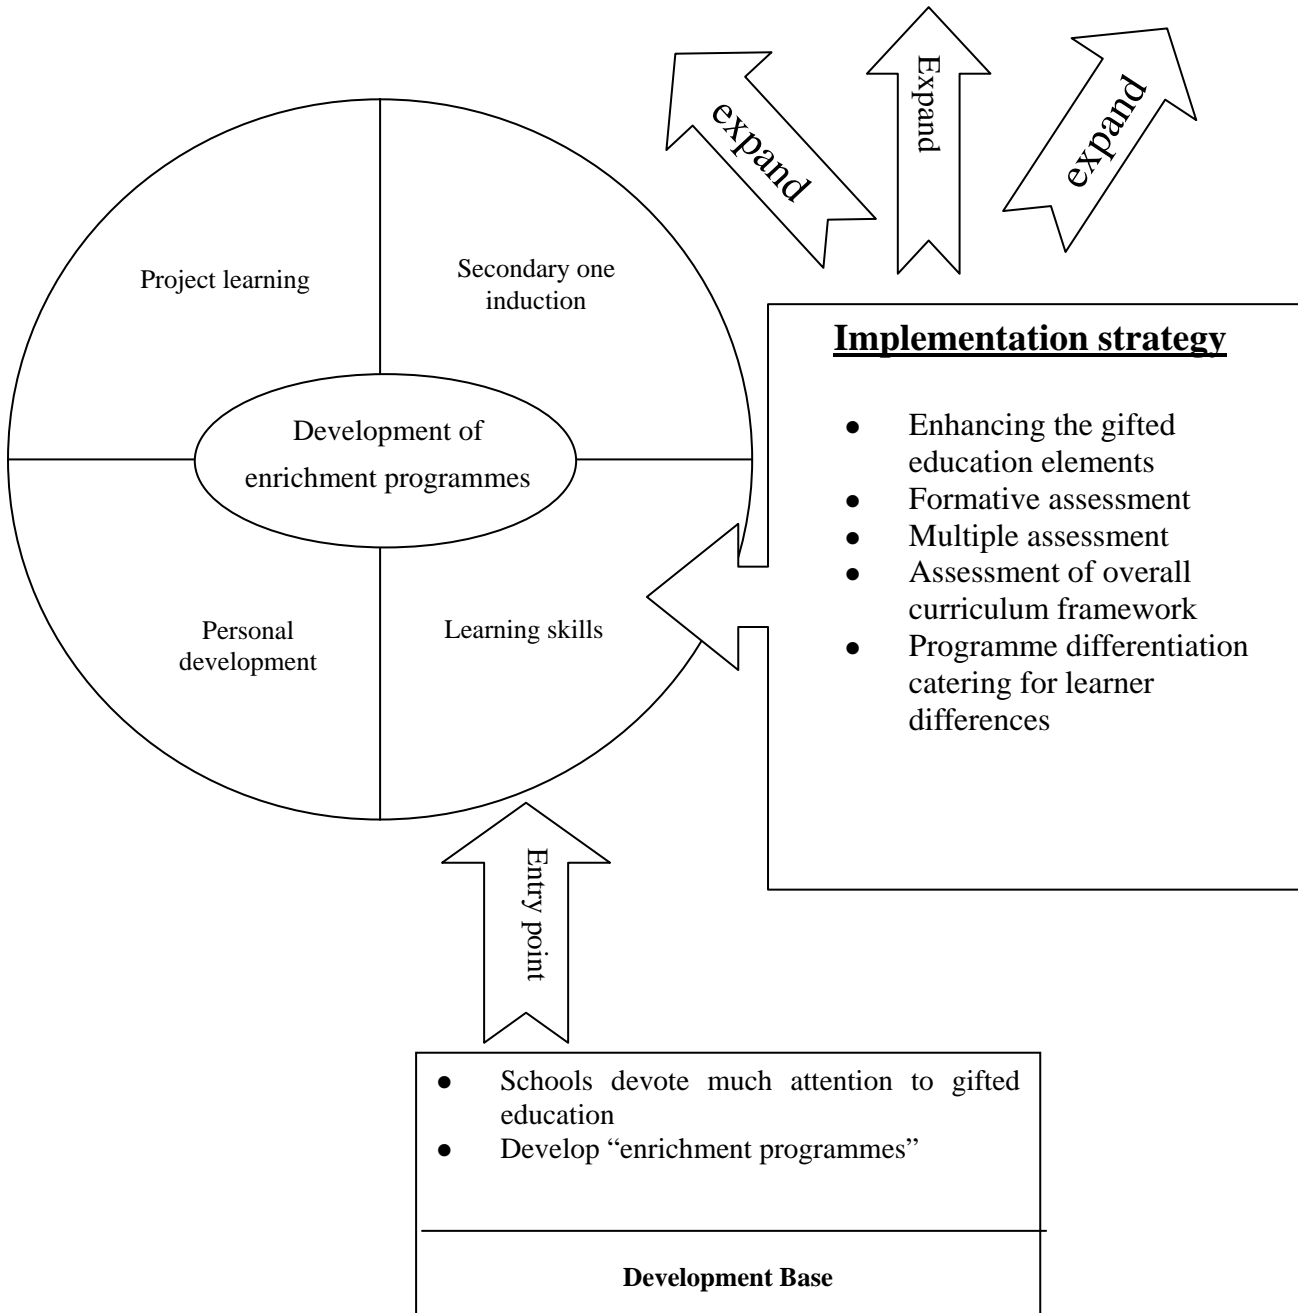 expand
Expand
expand
Project learning
Secondary one
induction
Development of
enrichment programmes
Personal
development
Learning skills
Implementation strategy
● Enhancing the gifted
education elements
● Formative assessment
● Multiple assessment
● Assessment of overall
curriculum framework
● Programme differentiation
catering for learner
differences
Entry point
● Schools devote much attention to gifted
education
● Develop “enrichment programmes”
Development Base